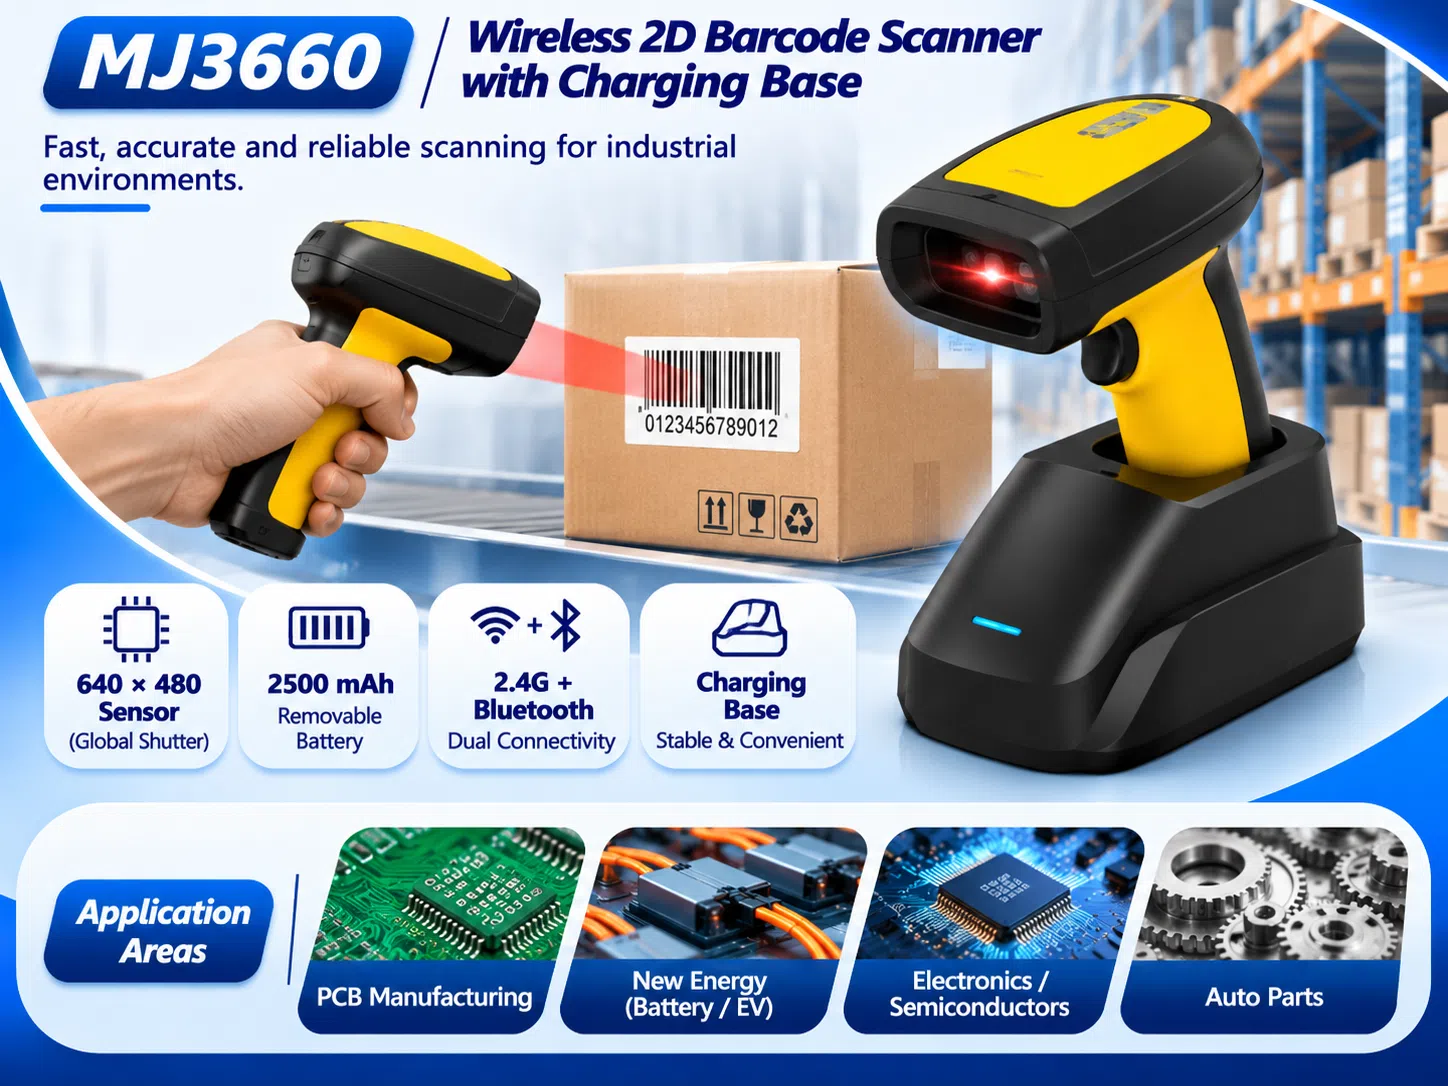 MJ3660
Wireless 2D Barcode Scanner
with Charging Base
Fast, accurate and reliable scanning for industrial
environments.
0123456789012
640 × 480
Sensor
(Global Shutter)
2500 mAh
Removable
Battery
2.4G +
Bluetooth
Dual Connectivity
Charging
Base
Stable & Convenient
Application
Areas
PCB Manufacturing
New Energy
(Battery / EV)
Electronics /
Semiconductors
Auto Parts